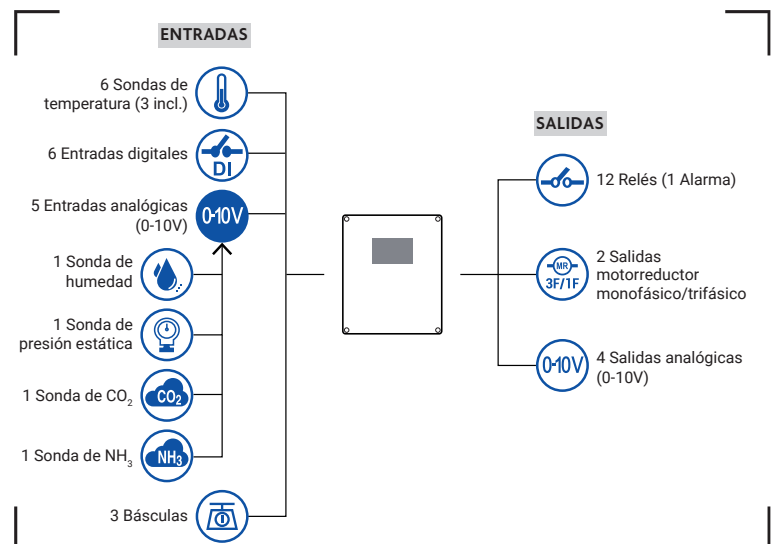 ENTRADAS
6 Sondas de
temperatura (3 incl.)
6 Entradas digitales
DI
5 Entradas analógicas
(0-10V)
0-10V
1 Sonda de
humedad
1 Sonda de
presión estática
1 Sonda de CO₂
CO₂
1 Sonda de NH₃
NH₃
3 Básculas
SALIDAS
12 Relés (1 Alarma)
MR
3F/1F
2 Salidas
motorreductor
monofásico/trifásico
0-10V
4 Salidas analógicas
(0-10V)